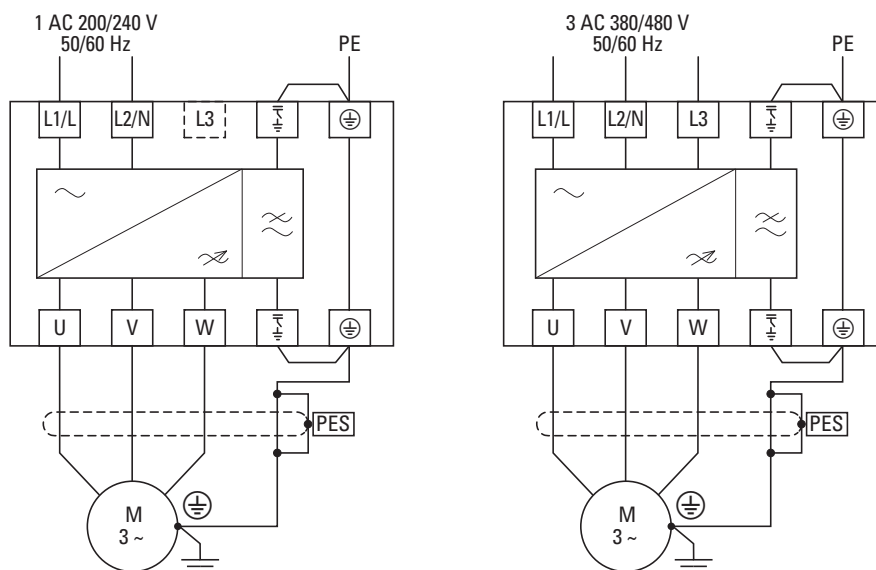 1 AC 200/240 V
50/60 Hz
PE
L1/L
L2/N
L3
U
V
W
PES
M
3 ~
3 AC 380/480 V
50/60 Hz
PE
L1/L
L2/N
L3
U
V
W
PES
M
3 ~